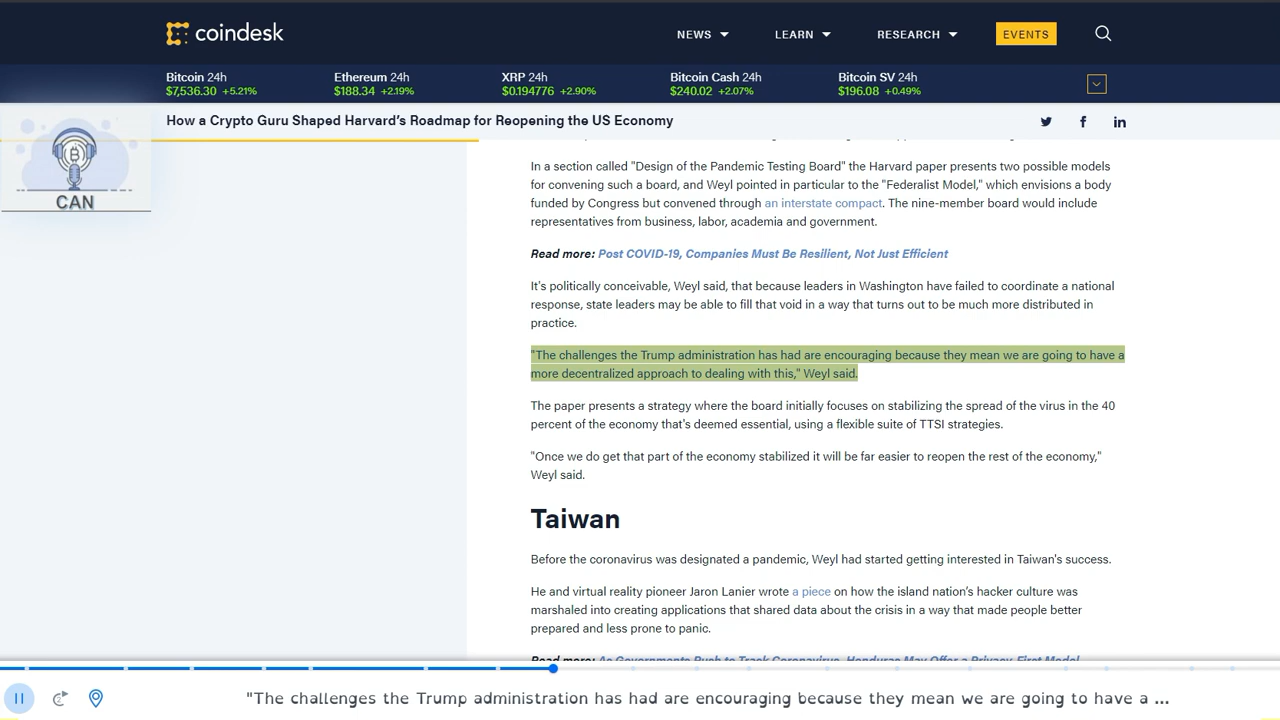 coindesk
NEWS LEARN RESEARCH EVENTS
Bitcoin 24h Ethereum 24h XRP 24h Bitcoin Cash 24h Bitcoin SV 24h
$7,536.30 +5.21% $188.34 +2.19% $0.194776 +2.90% $240.02 +2.07% $196.08 +0.49%
How a Crypto Guru Shaped Harvard's Roadmap for Reopening the US Economy
CAN
In a section called "Design of the Pandemic Testing Board" the Harvard paper presents two possible models
for convening such a board, and Weyl pointed in particular to the "Federalist Model," which envisions a body
funded by Congress but convened through an interstate compact. The nine-member board would include
representatives from business, labor, academia and government.
Read more: Post COVID-19, Companies Must Be Resilient, Not Just Efficient
It's politically conceivable, Weyl said, that because leaders in Washington have failed to coordinate a national
response, state leaders may be able to fill that void in a way that turns out to be much more distributed in
practice.
"The challenges the Trump administration has had are encouraging because they mean we are going to have a
more decentralized approach to dealing with this," Weyl said.
The paper presents a strategy where the board initially focuses on stabilizing the spread of the virus in the 40
percent of the economy that's deemed essential, using a flexible suite of TTSI strategies.
"Once we do get that part of the economy stabilized it will be far easier to reopen the rest of the economy,"
Weyl said.
Taiwan
Before the coronavirus was designated a pandemic, Weyl had started getting interested in Taiwan's success.
He and virtual reality pioneer Jaron Lanier wrote a piece on how the island nation's hacker culture was
marshaled into creating applications that shared data about the crisis in a way that made people better
prepared and less prone to panic.
Read more: As Governments Push to Track Coronavirus, Honduras May Offer a Privacy-First Model
"The challenges the Trump administration has had are encouraging because they mean we are going to have a ...